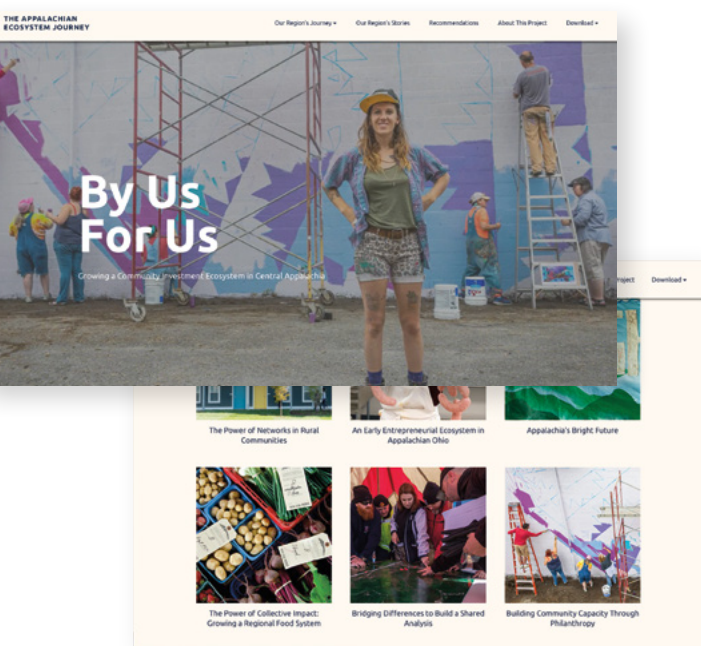 THE APPALACHIAN
ECOSYSTEM JOURNEY
Our Region's Journey
Our Region's Stories
Recommendations
About This Project
Download
By Us
For Us
Growing a Community Investment Ecosystem in Central Appalachia
roject
Download
The Power of Networks in Rural
Communities
An Early Entrepreneurial Ecosystem in
Appalachian Ohio
Appalachia's Bright Future
The Power of Collective Impact:
Growing a Regional Food System
Bridging Differences to Build a Shared
Analysis
Building Community Capacity Through
Philanthropy